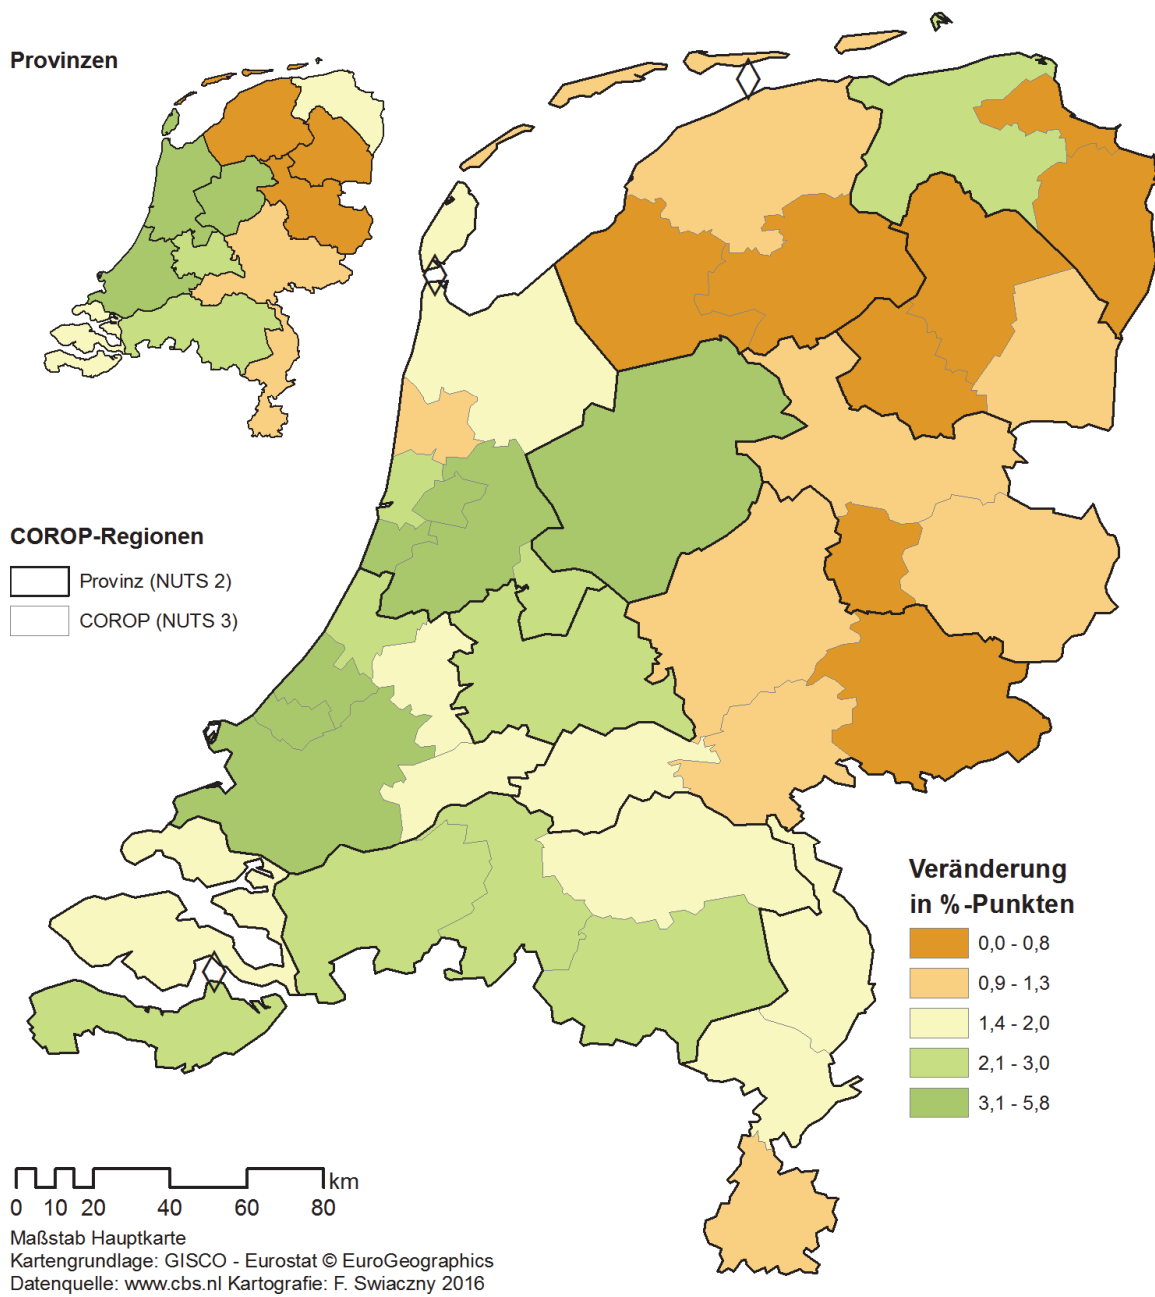 Provinzen
COROP-Regionen
Provinz (NUTS 2)
COROP (NUTS 3)
Veränderung
in %-Punkten
0,0 - 0,8
0,9 - 1,3
1,4 - 2,0
2,1 - 3,0
3,1 - 5,8
km
0 10 20 40 60 80
Maßstab Hauptkarte
Kartengrundlage: GISCO - Eurostat © EuroGeographics
Datenquelle: www.cbs.nl Kartografie: F. Swiaczny 2016